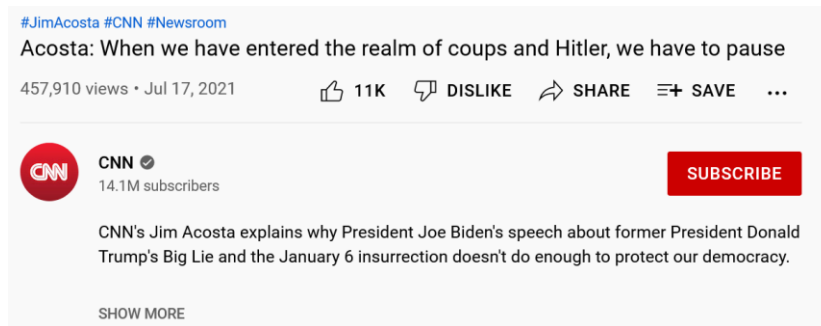 #JimAcosta #CNN #Newsroom
Acosta: When we have entered the realm of coups and Hitler, we have to pause
457,910 views • Jul 17, 2021 11K DISLIKE SHARE SAVE ...
CNN CNN
14.1M subscribers
SUBSCRIBE
CNN's Jim Acosta explains why President Joe Biden's speech about former President Donald
Trump's Big Lie and the January 6 insurrection doesn't do enough to protect our democracy.
SHOW MORE